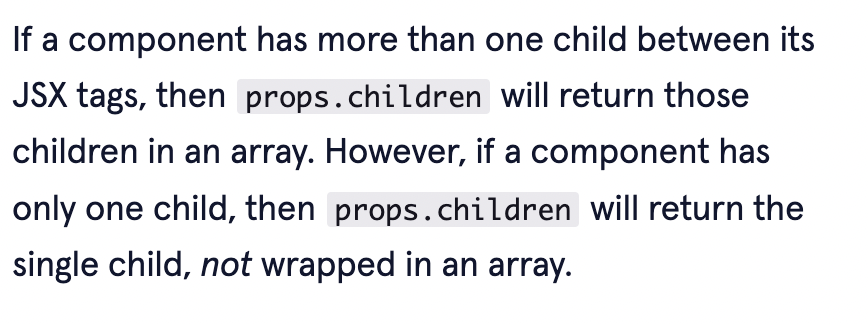 If a component has more than one child between its
JSX tags, then props.children will return those
children in an array. However, if a component has
only one child, then props.children will return the
single child, not wrapped in an array.